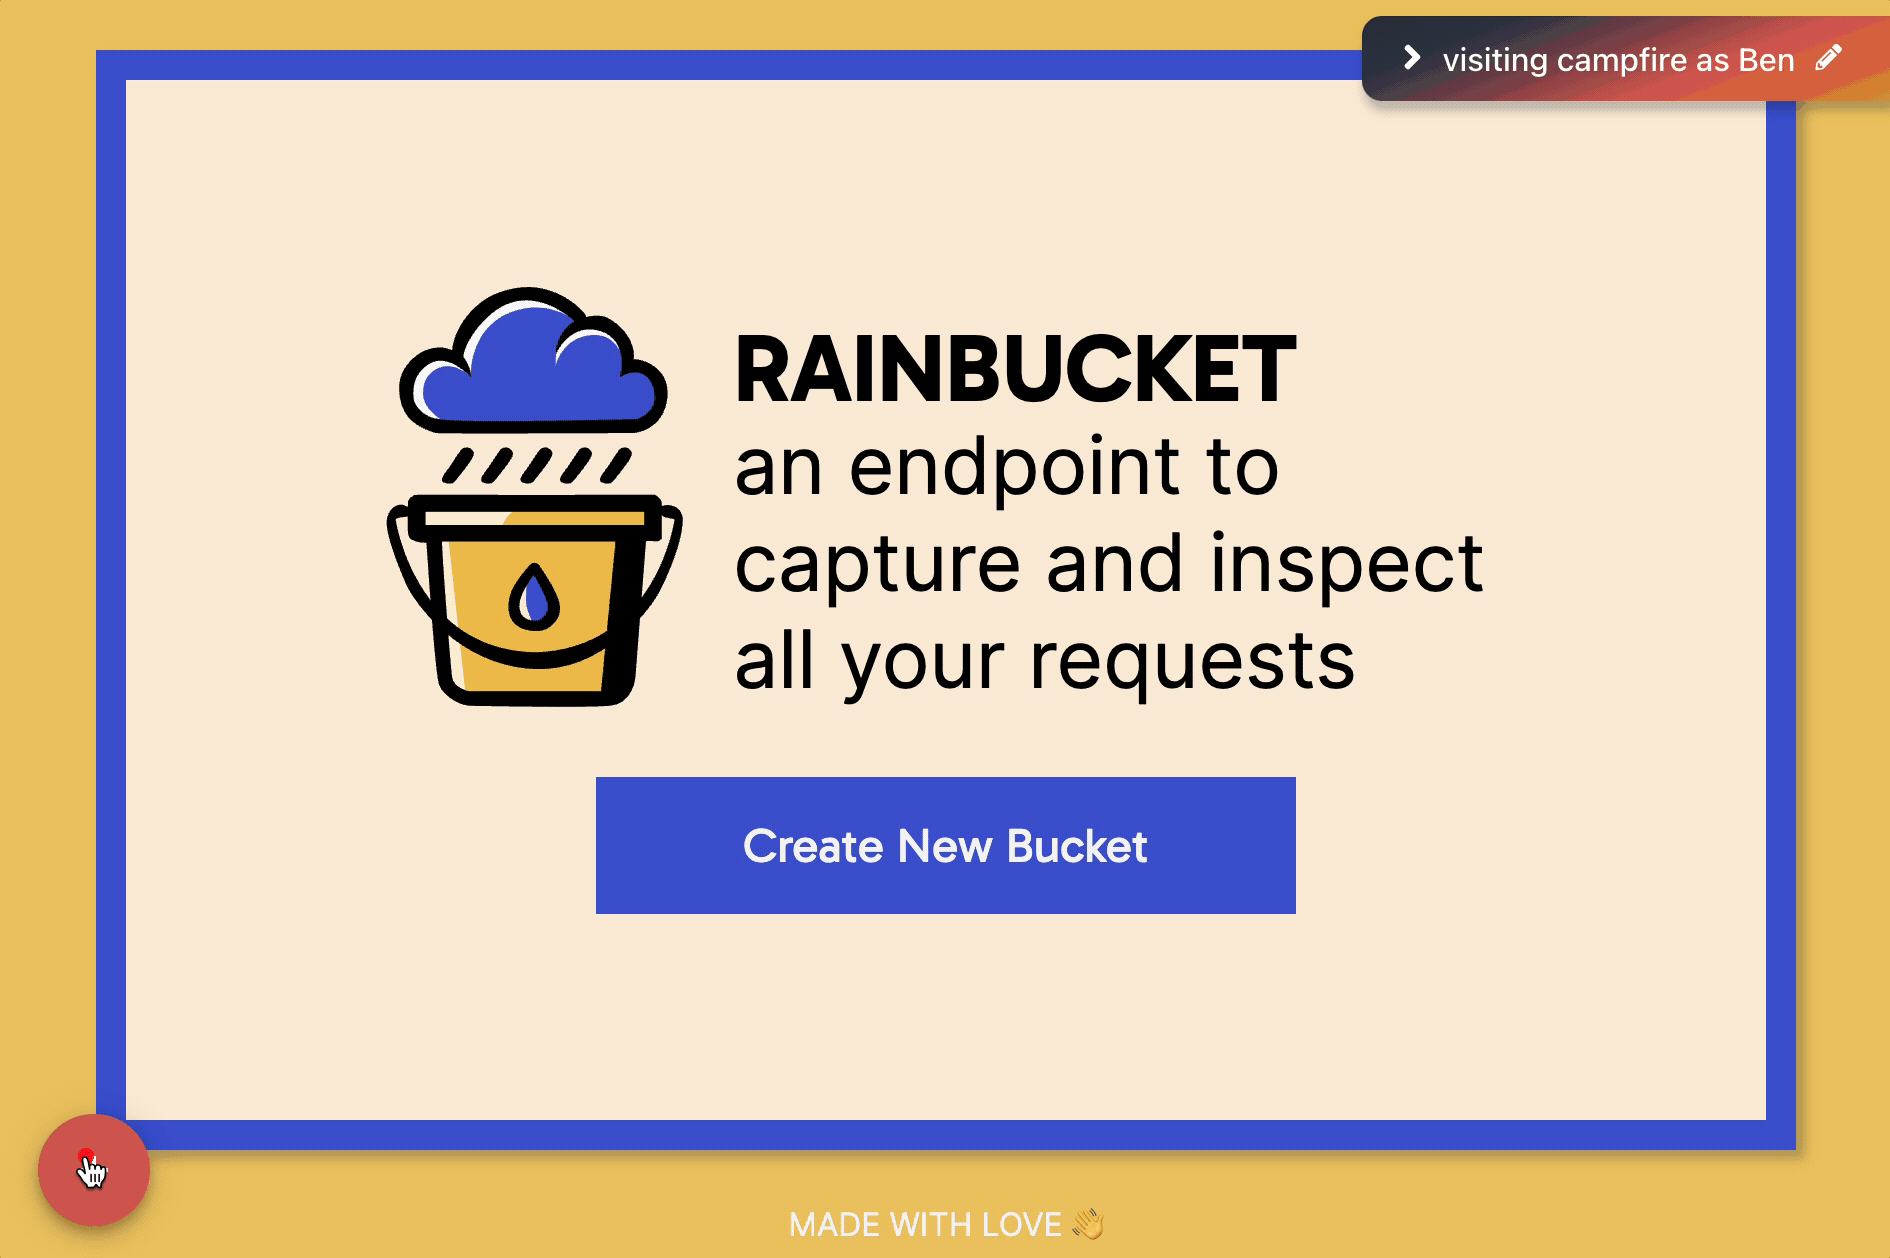 visiting campfire as Ben
RAINBUCKET
an endpoint to
capture and inspect
all your requests
Create New Bucket
MADE WITH LOVE 👋